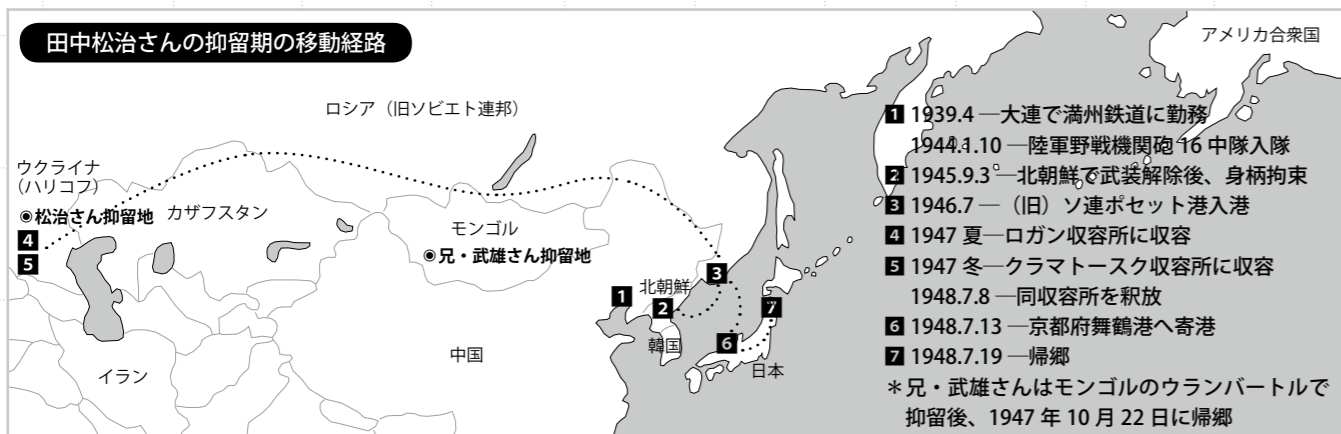 田中松治さんの抑留期の移動経路
アメリカ合衆国
ロシア（旧ソビエト連邦）
ウクライナ
（ハリコフ）
◉松治さん抑留地
カザフスタン
モンゴル
◉兄・武雄さん抑留地
4
5
3
北朝鮮
1
2
7
韓国
6
日本
中国
イラン
1 1939.4 ―大連で満州鉄道に勤務
1944.1.10 ―陸軍野戦機関砲 16 中隊入隊
2 1945.9.3 ―北朝鮮で武装解除後、身柄拘束
3 1946.7 ―（旧）ソ連ポセット港入港
4 1947 夏―ロガン収容所に収容
5 1947 冬―クラマトースク収容所に収容
1948.7.8 ―同収容所を釈放
6 1948.7.13 ―京都府舞鶴港へ寄港
7 1948.7.19 ―帰郷
＊兄・武雄さんはモンゴルのウランバートルで
抑留後、1947 年 10 月 22 日に帰郷